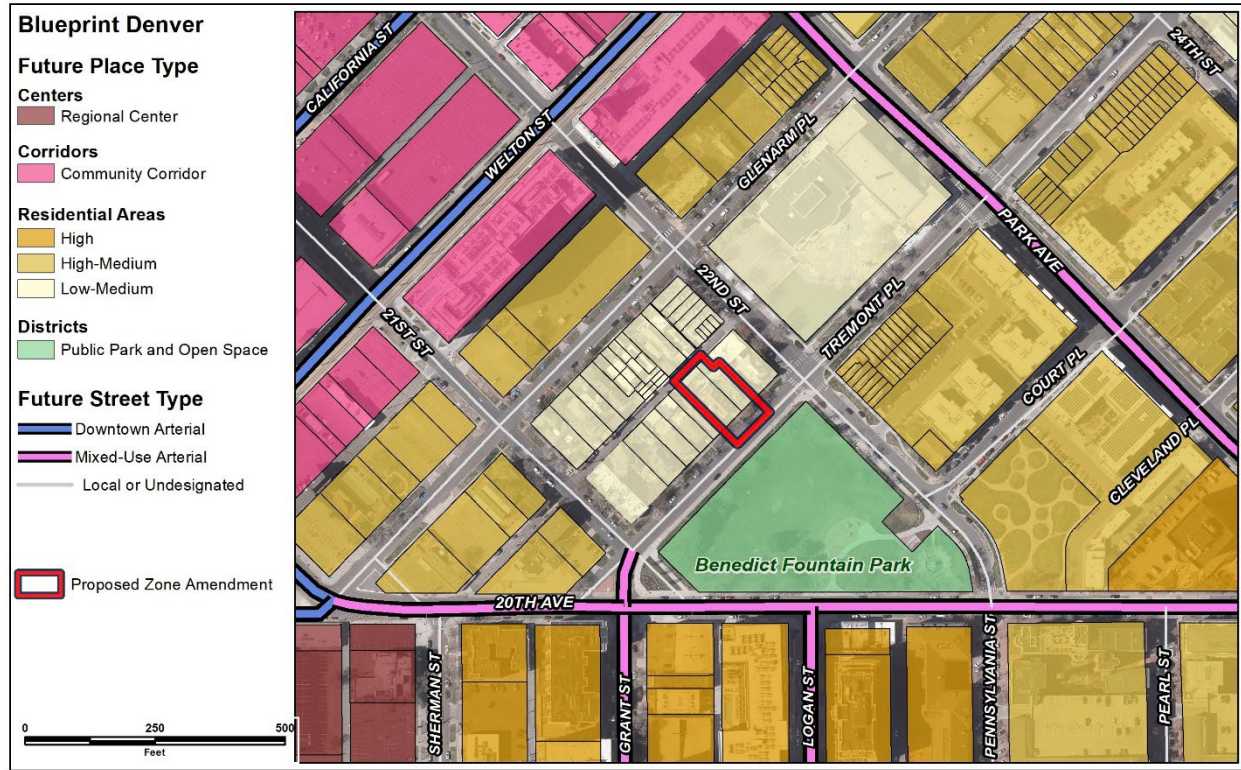 Blueprint Denver
Future Place Type
Centers
Regional Center
Corridors
Community Corridor
Residential Areas
High
High-Medium
Low-Medium
Districts
Public Park and Open Space
Future Street Type
Downtown Arterial
Mixed-Use Arterial
Local or Undesignated
Proposed Zone Amendment
0 250 500
Feet
CALIFORNIA ST
WELTON ST
GLENARM PL
24TH ST
PARK AVE
21ST ST
22ND ST
TREMONT PL
COURT PL
CLEVELAND PL
Benedict Fountain Park
20TH AVE
SHERMAN ST
GRANT ST
LOGAN ST
PENNSYLVANIA ST
PEARL ST